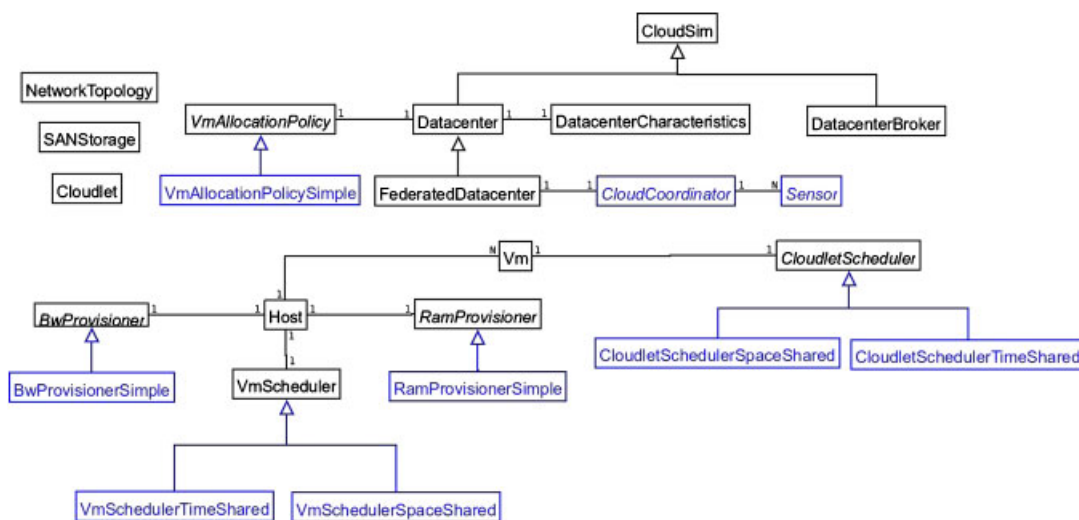 CloudSim
NetworkTopology
VmAllocationPolicy 1 1 Datacenter 1 1 DatacenterCharacteristics
DatacenterBroker
SANStorage
Cloudlet
VmAllocationPolicySimple
FederatedDatacenter 1 1 CloudCoordinator 1 N Sensor
N Vm 1 1 CloudletScheduler
1
BwProvisioner 1 1 Host 1 1 RamProvisioner
1
1
CloudletSchedulerSpaceShared
CloudletSchedulerTimeShared
BwProvisionerSimple
VmScheduler
RamProvisionerSimple
VmSchedulerTimeShared
VmSchedulerSpaceShared